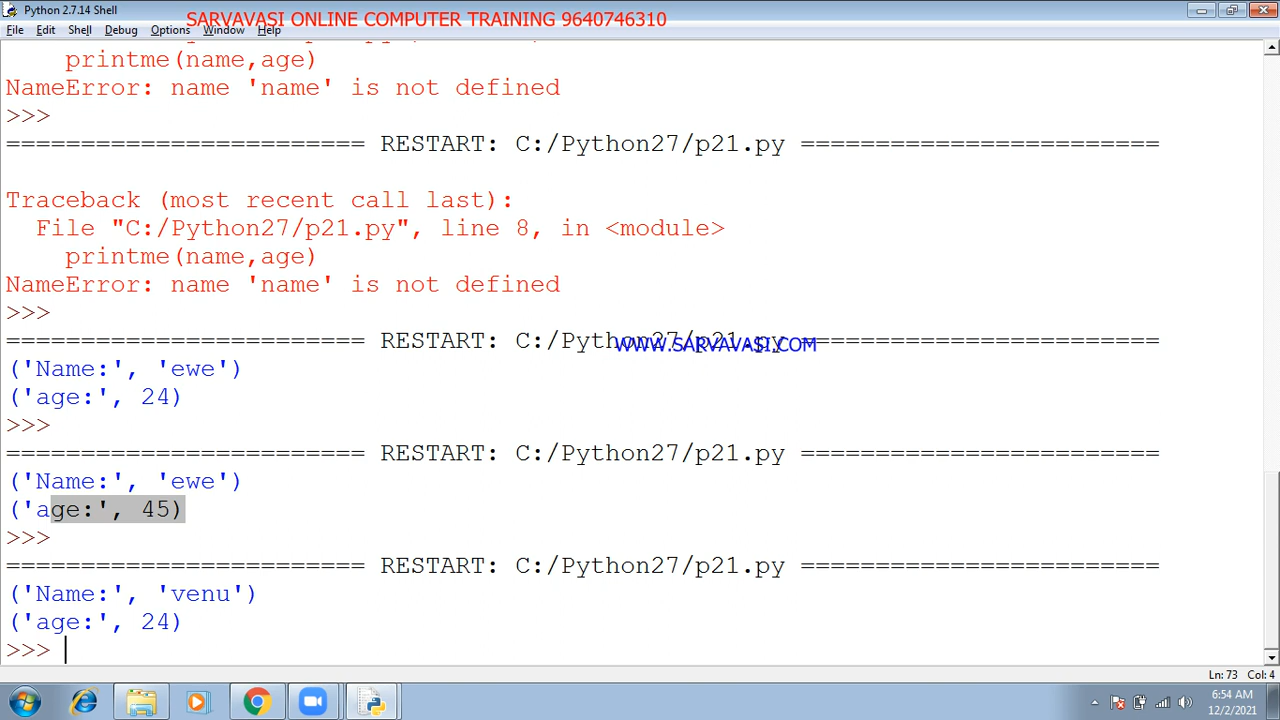 Python 2.7.14 Shell
SARVAVASI ONLINE COMPUTER TRAINING 9640746310
File Edit Shell Debug Options Window Help
printme(name,age)
NameError: name 'name' is not defined
>>>
======================== RESTART: C:/Python27/p21.py ========================
Traceback (most recent call last):
File "C:/Python27/p21.py", line 8, in <module>
printme(name,age)
NameError: name 'name' is not defined
>>>
======================== RESTART: C:/Python27/p21.py ========================
WWW.SARVAVASI.COM
('Name:', 'ewe')
('age:', 24)
>>>
======================== RESTART: C:/Python27/p21.py ========================
('Name:', 'ewe')
('age:', 45)
>>>
======================== RESTART: C:/Python27/p21.py ========================
('Name:', 'venu')
('age:', 24)
>>>
Ln: 73 Col: 4
6:54 AM
12/2/2021